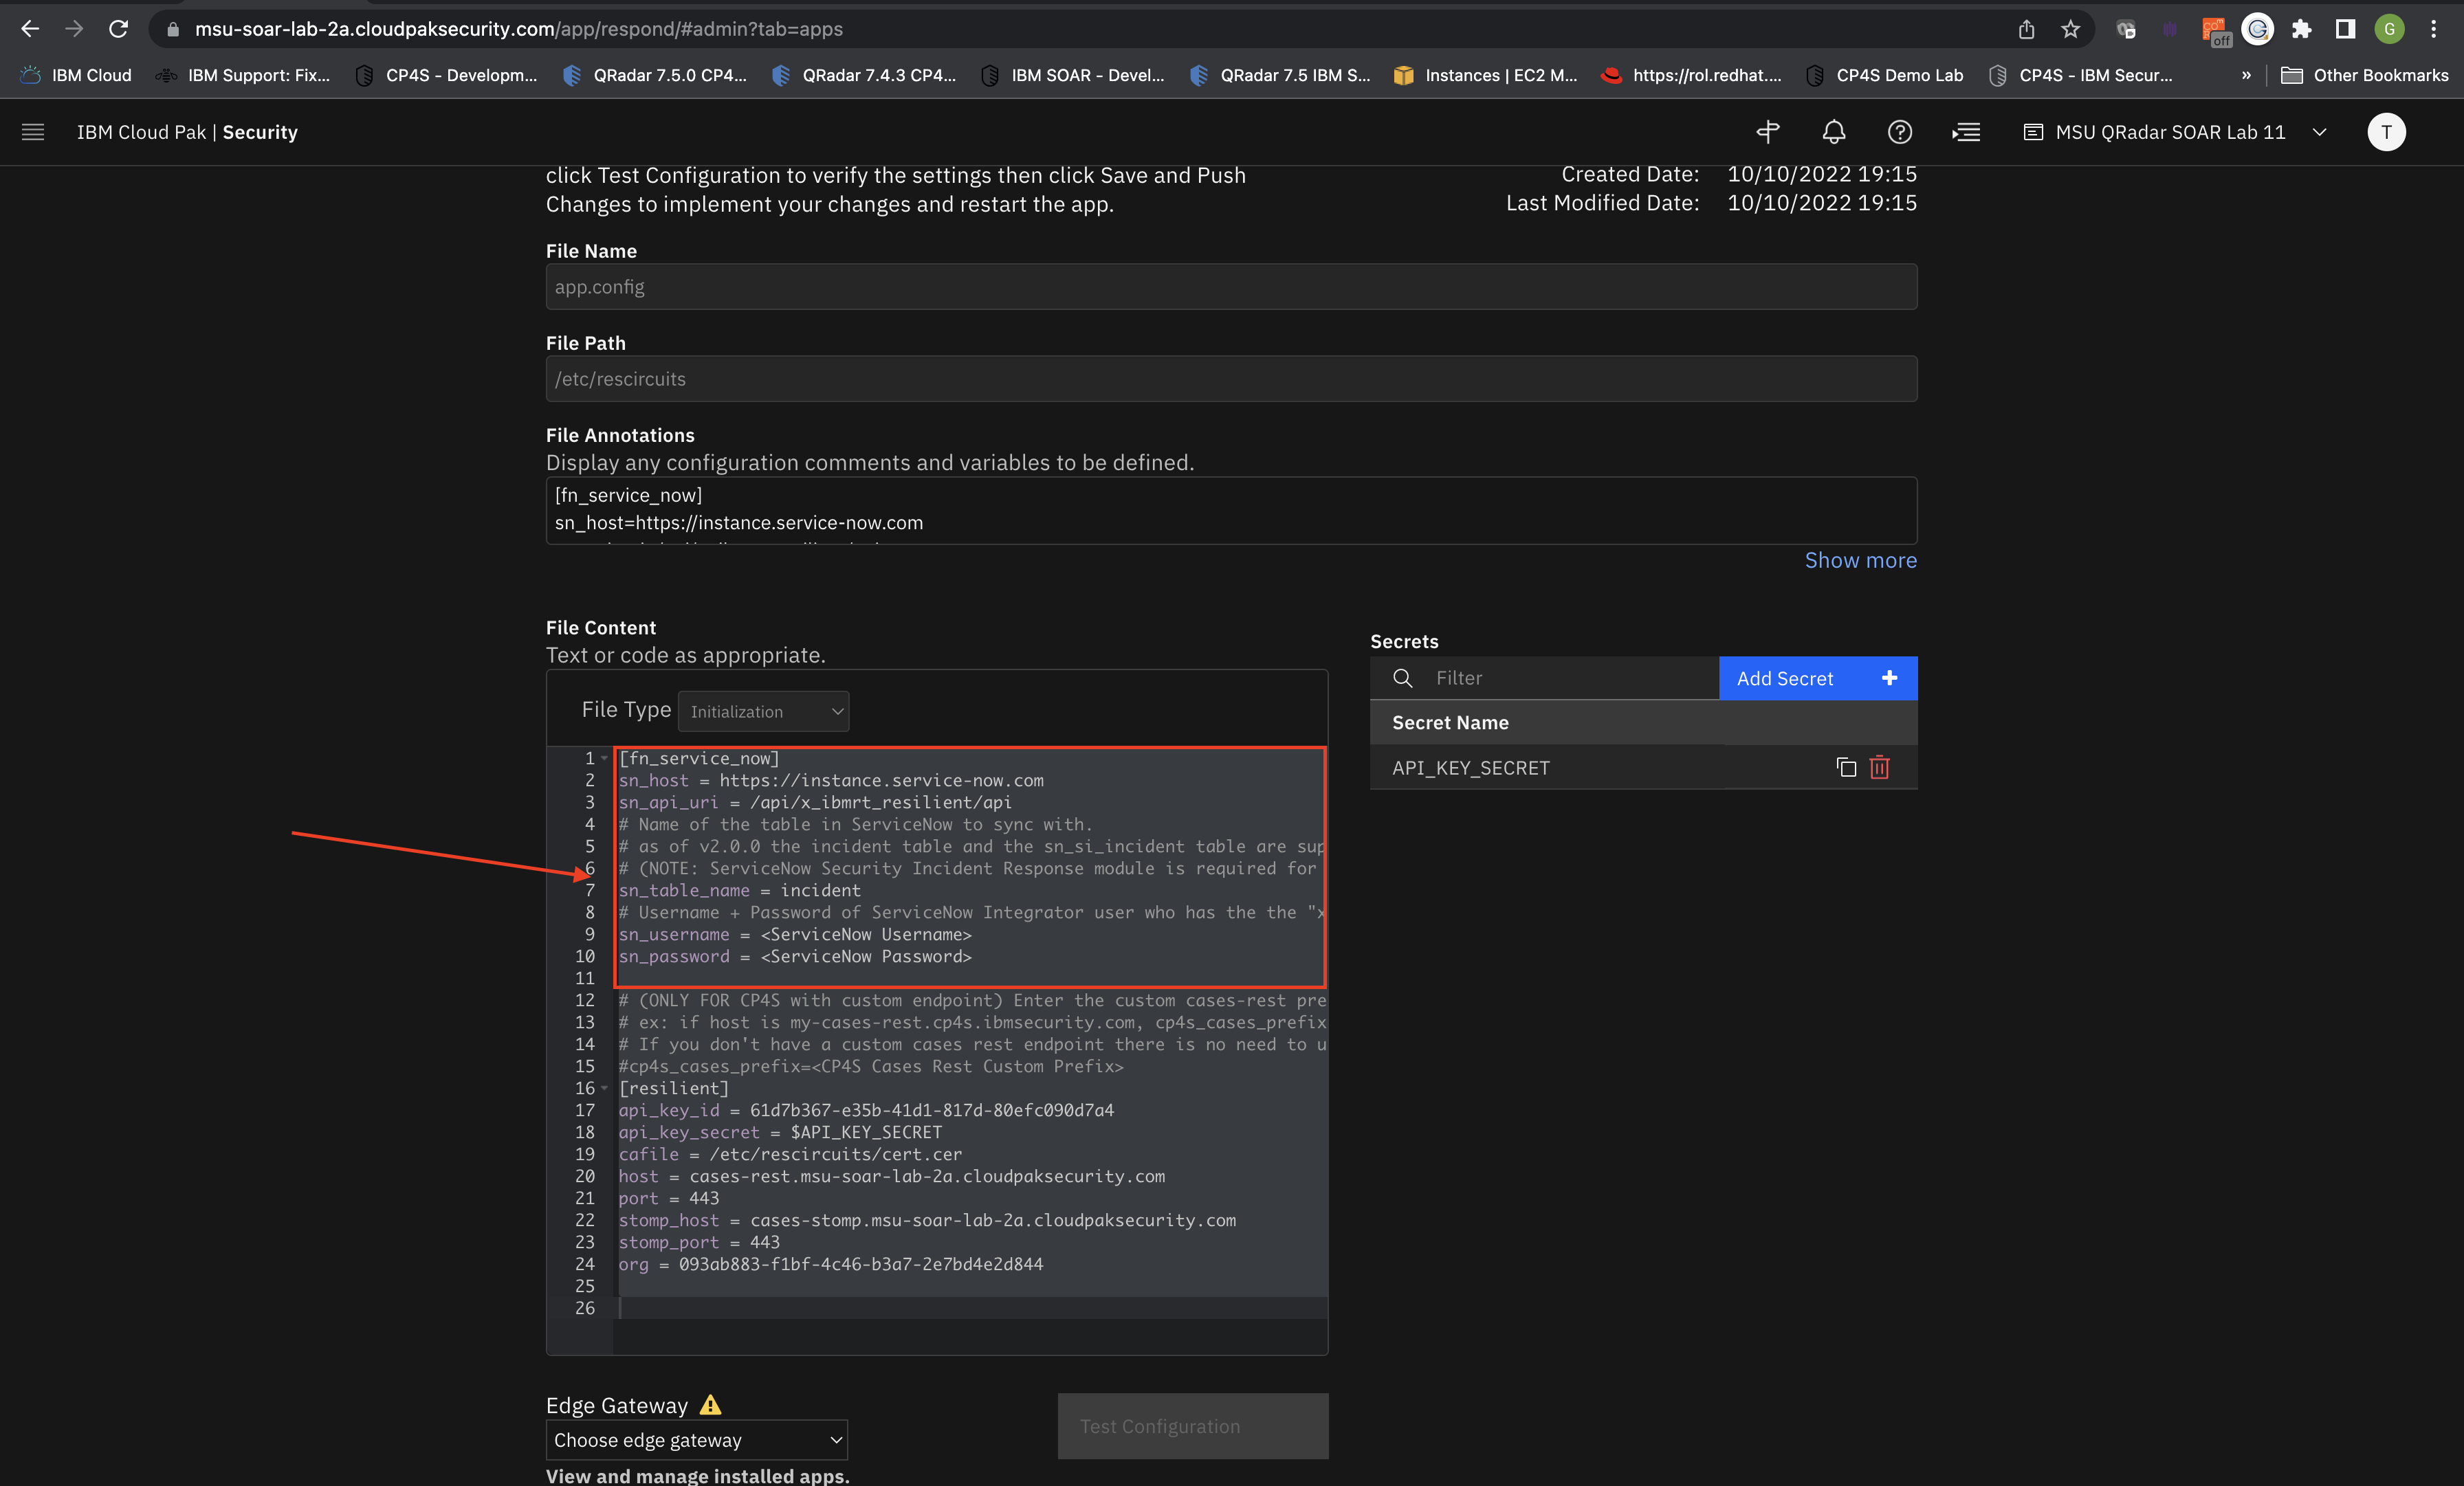 msu-soar-lab-2a.cloudpaksecurity.com/app/respond/#admin?tab=apps
off
G
IBM Cloud
IBM Support: Fix...
CP4S - Developm...
QRadar 7.5.0 CP4...
QRadar 7.4.3 CP4...
IBM SOAR - Devel...
QRadar 7.5 IBM S...
Instances | EC2 M...
https://rol.redhat....
CP4S Demo Lab
CP4S - IBM Secur...
»
Other Bookmarks
IBM Cloud Pak | Security
MSU QRadar SOAR Lab 11
T
click Test Configuration to verify the settings then click Save and Push
Changes to implement your changes and restart the app.
Created Date: 10/10/2022 19:15
Last Modified Date: 10/10/2022 19:15
File Name
app.config
File Path
/etc/rescircuits
File Annotations
Display any configuration comments and variables to be defined.
[fn_service_now]
sn_host=https://instance.service-now.com
Show more
File Content
Text or code as appropriate.
File Type Initialization
1 [fn_service_now]
2 sn_host = https://instance.service-now.com
3 sn_api_uri = /api/x_ibmrt_resilient/api
4 # Name of the table in ServiceNow to sync with.
5 # as of v2.0.0 the incident table and the sn_si_incident table are sup
6 # (NOTE: ServiceNow Security Incident Response module is required for
7 sn_table_name = incident
8 # Username + Password of ServiceNow Integrator user who has the the "x
9 sn_username = <ServiceNow Username>
10 sn_password = <ServiceNow Password>
11
12 # (ONLY FOR CP4S with custom endpoint) Enter the custom cases-rest pre
13 # ex: if host is my-cases-rest.cp4s.ibmsecurity.com, cp4s_cases_prefix
14 # If you don't have a custom cases rest endpoint there is no need to u
15 #cp4s_cases_prefix=<CP4S Cases Rest Custom Prefix>
16 [resilient]
17 api_key_id = 61d7b367-e35b-41d1-817d-80efc090d7a4
18 api_key_secret = $API_KEY_SECRET
19 cafile = /etc/rescircuits/cert.cer
20 host = cases-rest.msu-soar-lab-2a.cloudpaksecurity.com
21 port = 443
22 stomp_host = cases-stomp.msu-soar-lab-2a.cloudpaksecurity.com
23 stomp_port = 443
24 org = 093ab883-f1bf-4c46-b3a7-2e7bd4e2d844
25
26
Secrets
Filter
Add Secret +
Secret Name
API_KEY_SECRET
Edge Gateway
Choose edge gateway
Test Configuration
View and manage installed apps.